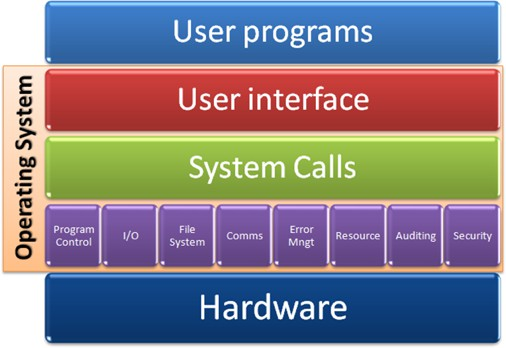 User programs
Operating System
User interface
System Calls
Program
Control
I/O
File
System
Comms
Error
Mngt
Resource
Auditing
Security
Hardware